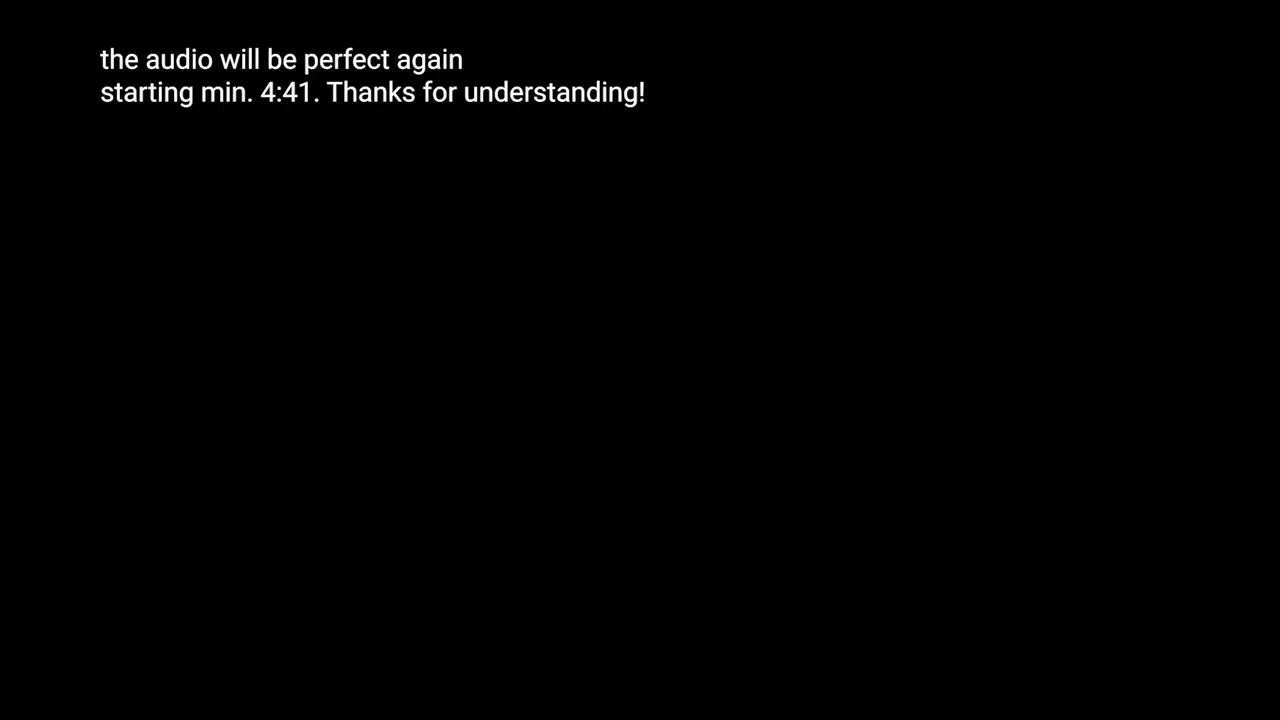 the audio will be perfect again
starting min. 4:41. Thanks for understanding!